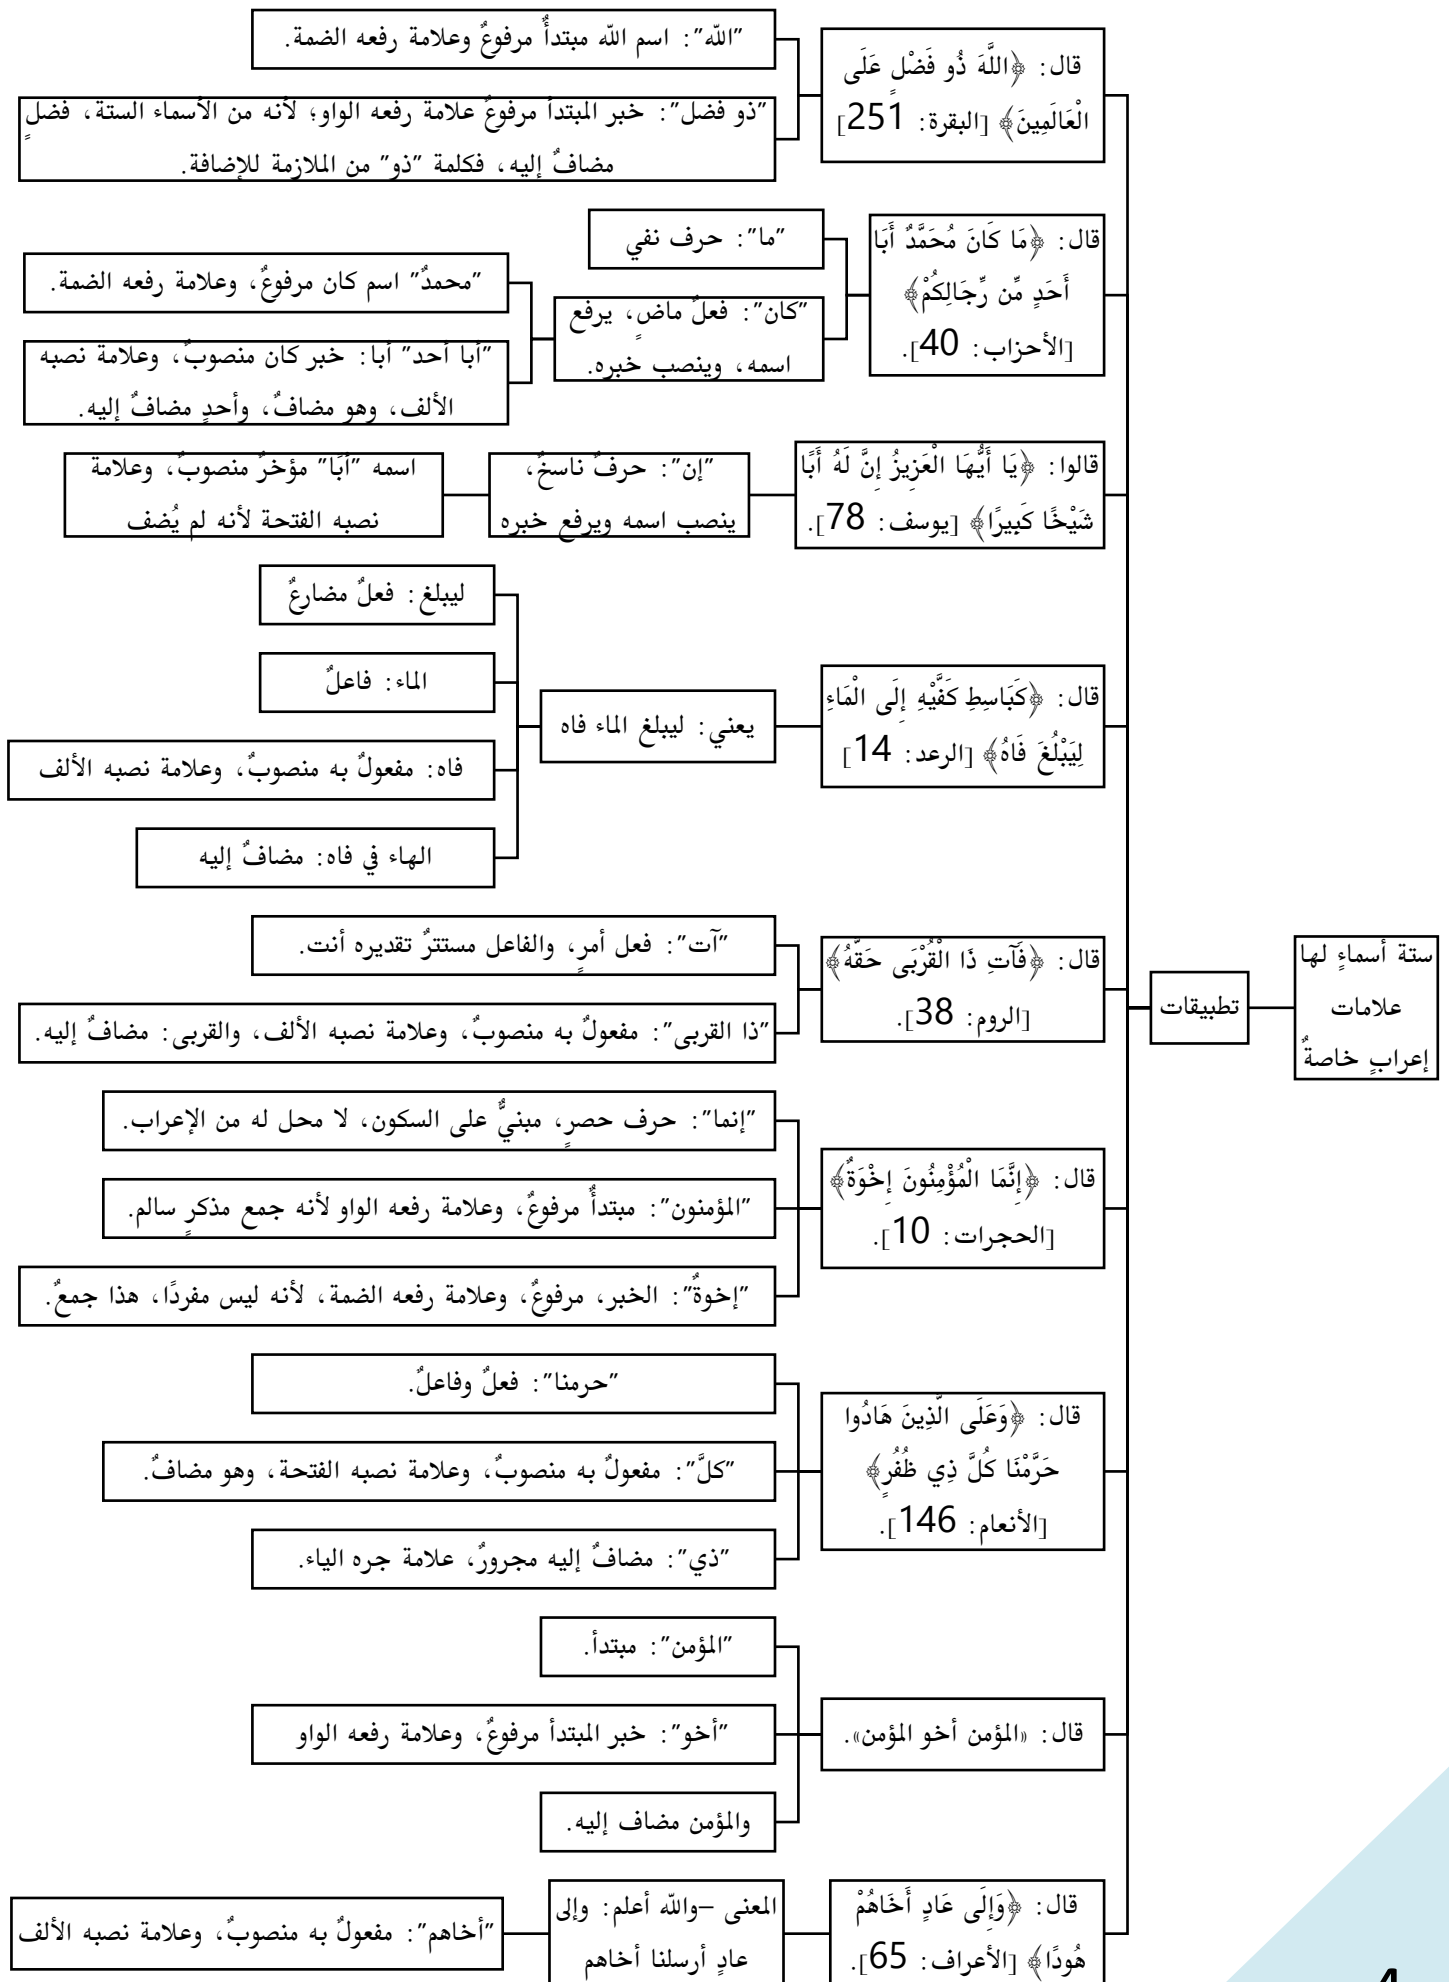 ستة أسماءٍ لها
علامات
إعرابٍ خاصةٌ
تطبيقات
قال: ﴿اللَّهَ ذُو فَضْلٍ عَلَى
الْعَالَمِينَ﴾ [البقرة: 251]
"الله": اسم الله مبتدأٌ مرفوعٌ وعلامة رفعه الضمة.
"ذو فضل": خبر المبتدأ مرفوعٌ علامة رفعه الواو؛ لأنه من الأسماء الستة، فضلٍ
مضافٌ إليه، فكلمة "ذو" من الملازمة للإضافة.
قال: ﴿مَا كَانَ مُحَمَّدٌ أَبَا
أَحَدٍ مِّن رِّجَالِكُمْ﴾
[الأحزاب: 40].
"ما": حرف نفي
"كان": فعلٌ ماضٍ، يرفع
اسمه، وينصب خبره.
"محمدٌ" اسم كان مرفوعٌ، وعلامة رفعه الضمة.
"أبا أحد" أبا: خبر كان منصوبٌ، وعلامة نصبه
الألف، وهو مضافٌ، وأحدٍ مضافٌ إليه.
قالوا: ﴿يَا أَيُّهَا الْعَزِيزُ إِنَّ لَهُ أَبًا
شَيْخًا كَبِيرًا﴾ [يوسف: 78].
"إن": حرفٌ ناسخٌ،
ينصب اسمه ويرفع خبره
اسمه "أبًا" مؤخرٌ منصوبٌ، وعلامة
نصبه الفتحة لأنه لم يُضف
قال: ﴿كَبَاسِطِ كَفَّيْهِ إِلَى الْمَاءِ
لِيَبْلُغَ فَاهُ﴾ [الرعد: 14]
يعني: ليبلغ الماء فاه
ليبلغ: فعلٌ مضارعٌ
الماء: فاعلٌ
فاه: مفعولٌ به منصوبٌ، وعلامة نصبه الألف
الهاء في فاه: مضافٌ إليه
قال: ﴿فَآتِ ذَا الْقُرْبَى حَقَّهُ﴾
[الروم: 38].
"آت": فعل أمرٍ، والفاعل مستترٌ تقديره أنت.
"ذا القربى": مفعولٌ به منصوبٌ، وعلامة نصبه الألف، والقربى: مضافٌ إليه.
قال: ﴿إِنَّمَا الْمُؤْمِنُونَ إِخْوَةٌ﴾
[الحجرات: 10].
"إنما": حرف حصرٍ، مبنيٌّ على السكون، لا محل له من الإعراب.
"المؤمنون": مبتدأٌ مرفوعٌ، وعلامة رفعه الواو لأنه جمع مذكرٍ سالم.
"إخوةٌ": الخبر، مرفوعٌ، وعلامة رفعه الضمة، لأنه ليس مفردًا، هذا جمعٌ.
قال: ﴿وَعَلَى الَّذِينَ هَادُوا
حَرَّمْنَا كُلَّ ذِي ظُفُرٍ﴾
[الأنعام: 146].
"حرمنا": فعلٌ وفاعلٌ.
"كلَّ": مفعولٌ به منصوبٌ، وعلامة نصبه الفتحة، وهو مضافٌ.
"ذي": مضافٌ إليه مجرورٌ، علامة جره الياء.
قال: «المؤمن أخو المؤمن».
"المؤمن": مبتدأ.
"أخو": خبر المبتدأ مرفوعٌ، وعلامة رفعه الواو
والمؤمن مضاف إليه.
قال: ﴿وَإِلَى عَادٍ أَخَاهُمْ
هُودًا﴾ [الأعراف: 65].
المعنى –والله أعلم: وإلى
عادٍ أرسلنا أخاهم
"أخاهم": مفعولٌ به منصوبٌ، وعلامة نصبه الألف